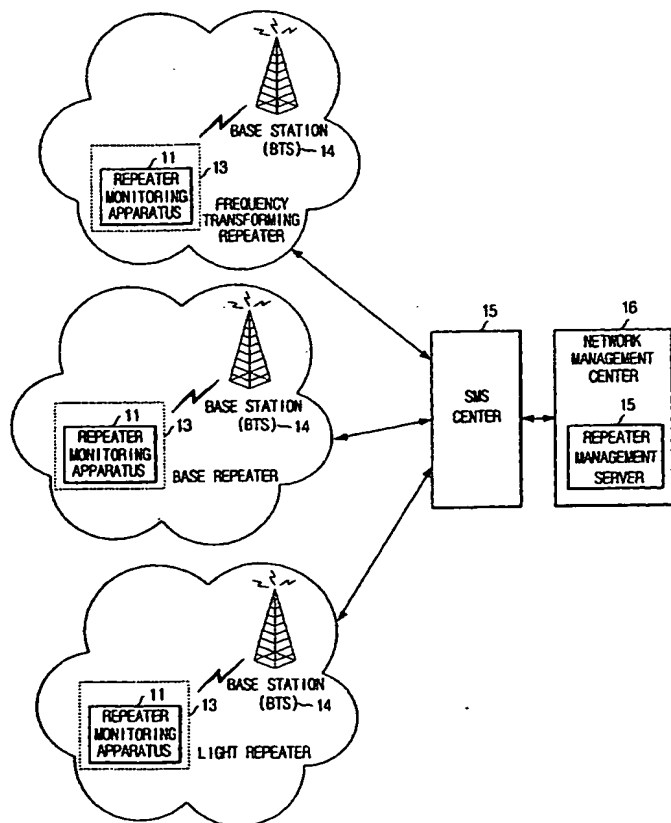 BASE STATION
(BTS)
14
11
13
REPEATER
MONITORING
APPARATUS
FREQUENCY
TRANSFORMING
REPEATER
BASE STATION
(BTS)
14
11
13
REPEATER
MONITORING
APPARATUS
BASE REPEATER
BASE STATION
(BTS)
14
11
13
REPEATER
MONITORING
APPARATUS
LIGHT REPEATER
15
SMS
CENTER
16
NETWORK
MANAGEMENT
CENTER
15
REPEATER
MANAGEMENT
SERVER